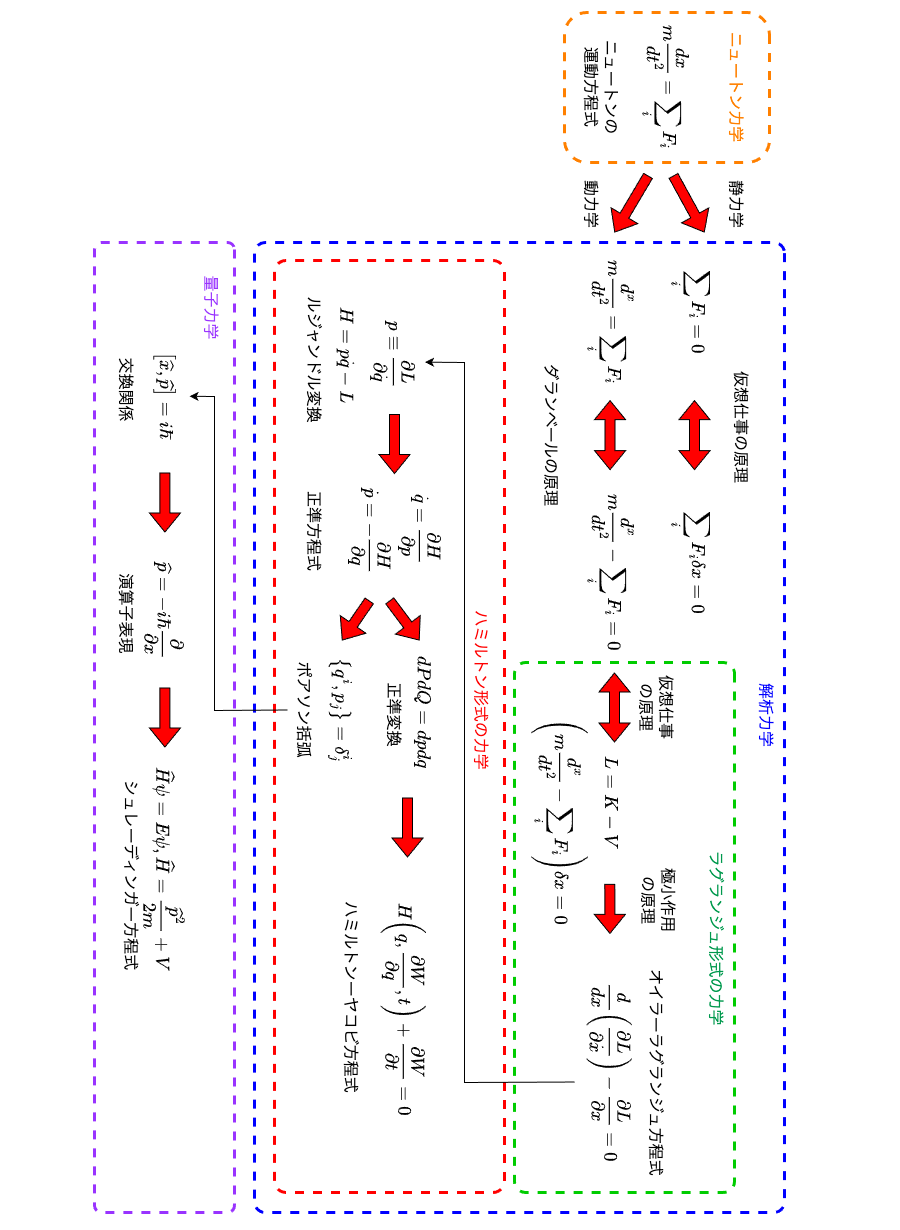 ニュートン力学
$m\frac{dx}{dt^2} = \sum_i F_i$
ニュートンの
運動方程式
静力学
動力学
解析力学
仮想仕事の原理
$\sum_i F_i = 0$
$\sum_i F_i \delta x = 0$
$m\frac{d^x}{dt^2} = \sum_i F_i$
$m\frac{d^x}{dt^2} - \sum_i F_i = 0$
ダランベールの原理
ラグランジュ形式の力学
仮想仕事
の原理
$L = K - V$
$\left( m\frac{d^x}{dt^2} - \sum_i F_i \right) \delta x = 0$
極小作用
の原理
オイラーラグランジュ方程式
$\frac{d}{dx}\left( \frac{\partial L}{\partial \dot{x}} \right) - \frac{\partial L}{\partial x} = 0$
ハミルトン形式の力学
$p \equiv \frac{\partial L}{\partial \dot{q}}$
$H = p\dot{q} - L$
ルジャンドル変換
$\dot{q} = \frac{\partial H}{\partial p}$
$\dot{p} = -\frac{\partial H}{\partial q}$
正準方程式
$dPdQ = dpdq$
正準変換
$\{q^i, p_j\} = \delta^i_j$
ポアソン括弧
$H\left( q, \frac{\partial W}{\partial q}, t \right) + \frac{\partial W}{\partial t} = 0$
ハミルトンーヤコビ方程式
量子力学
$[\hat{x}, \hat{p}] = i\hbar$
交換関係
$\hat{p} = -i\hbar\frac{\partial}{\partial x}$
演算子表現
$\hat{H}\psi = E\psi, \hat{H} = \frac{\hat{p}^2}{2m} + V$
シュレーディンガー方程式